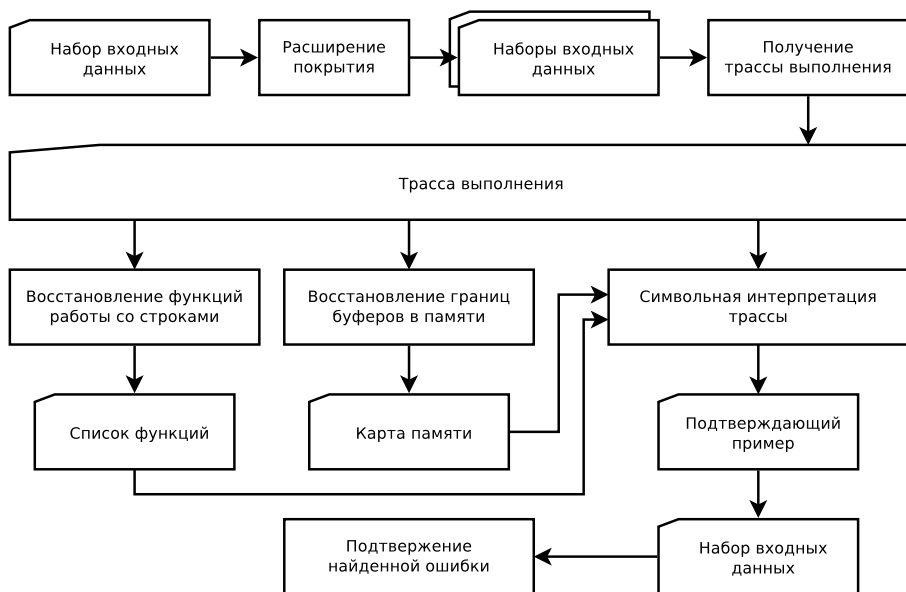 Набор входных
данных
Расширение
покрытия
Наборы входных
данных
Получение
трассы выполнения
Трасса выполнения
Восстановление функций
работы со строками
Восстановление границ
буферов в памяти
Символьная интерпретация
трассы
Список функций
Карта памяти
Подтверждающий
пример
Подтвержение
найденной ошибки
Набор входных
данных